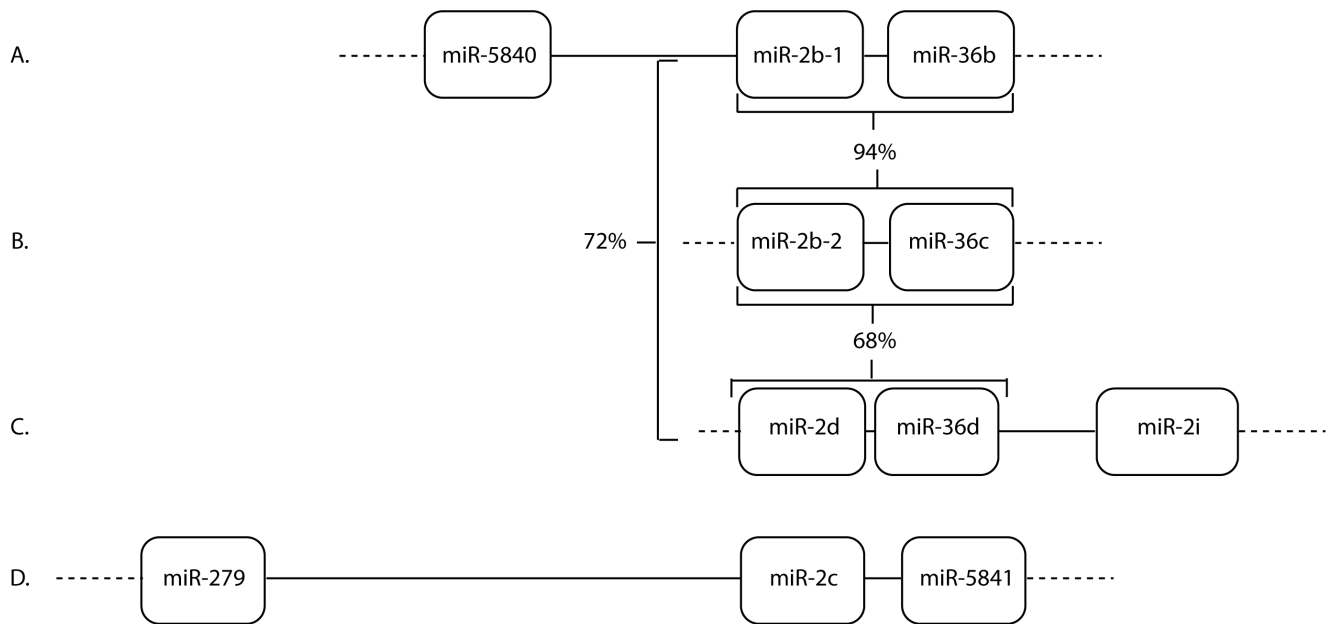 A. miR-5840 miR-2b-1 miR-36b
94%
B. miR-2b-2 miR-36c
72%
68%
C. miR-2d miR-36d miR-2i
D. miR-279 miR-2c miR-5841